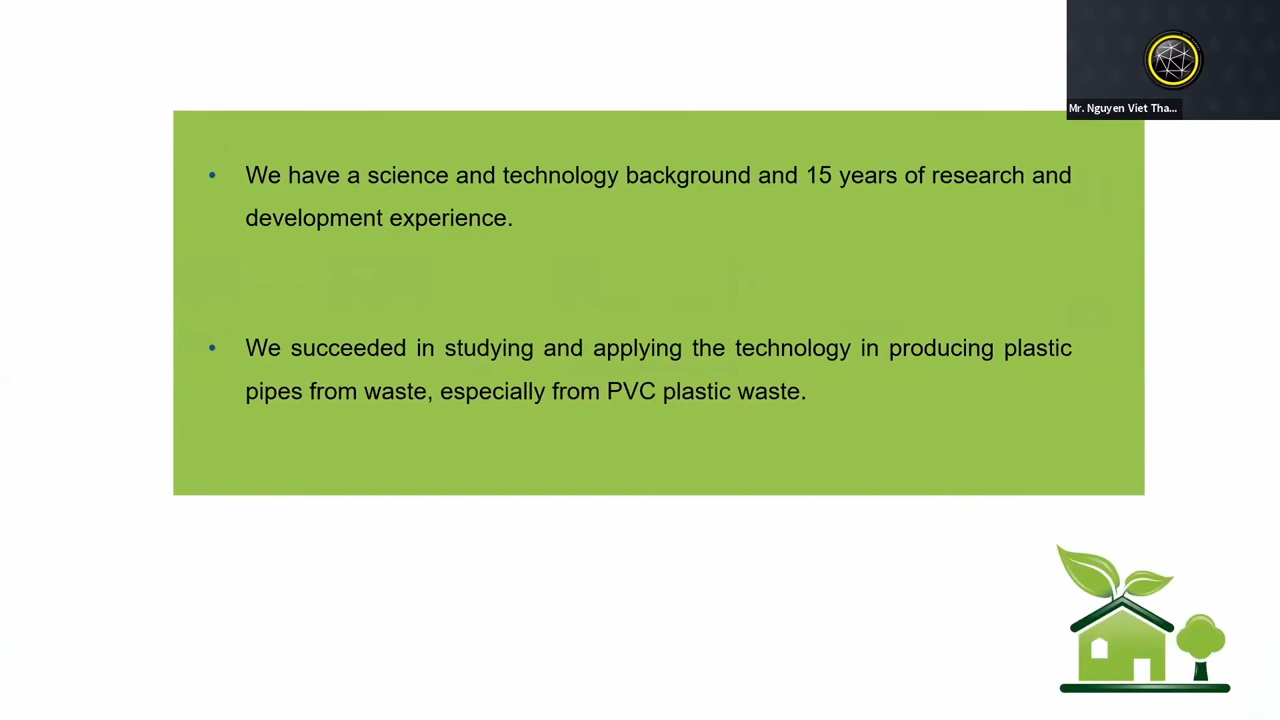 Mr. Nguyen Viet Tha...
• We have a science and technology background and 15 years of research and
development experience.
• We succeeded in studying and applying the technology in producing plastic
pipes from waste, especially from PVC plastic waste.